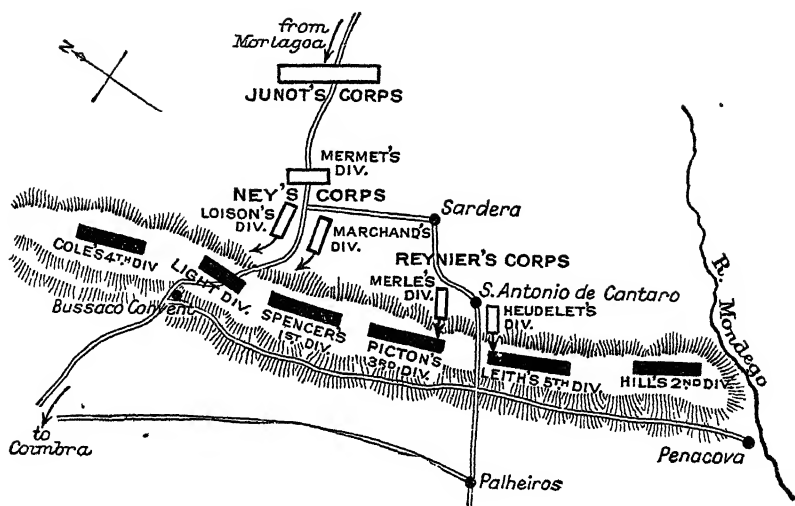 from
Mortagoa
N
JUNOT'S CORPS
MERMET'S
DIV.
NEY'S CORPS
LOISON'S
DIV.
MARCHAND'S
DIV.
Sardera
REYNIER'S CORPS
MERLE'S
DIV.
S. Antonio de Cantaro
HEUDELET'S
DIV.
R. Mondego
COLE'S 4TH DIV
LIGHT DIV.
Bussaco Convent
SPENCER'S
1ST. DIV.
PICTON'S
3RD DIV.
LEITH'S 5TH DIV.
HILL'S 2ND DIV.
to
Coimbra
Palheiros
Penacova